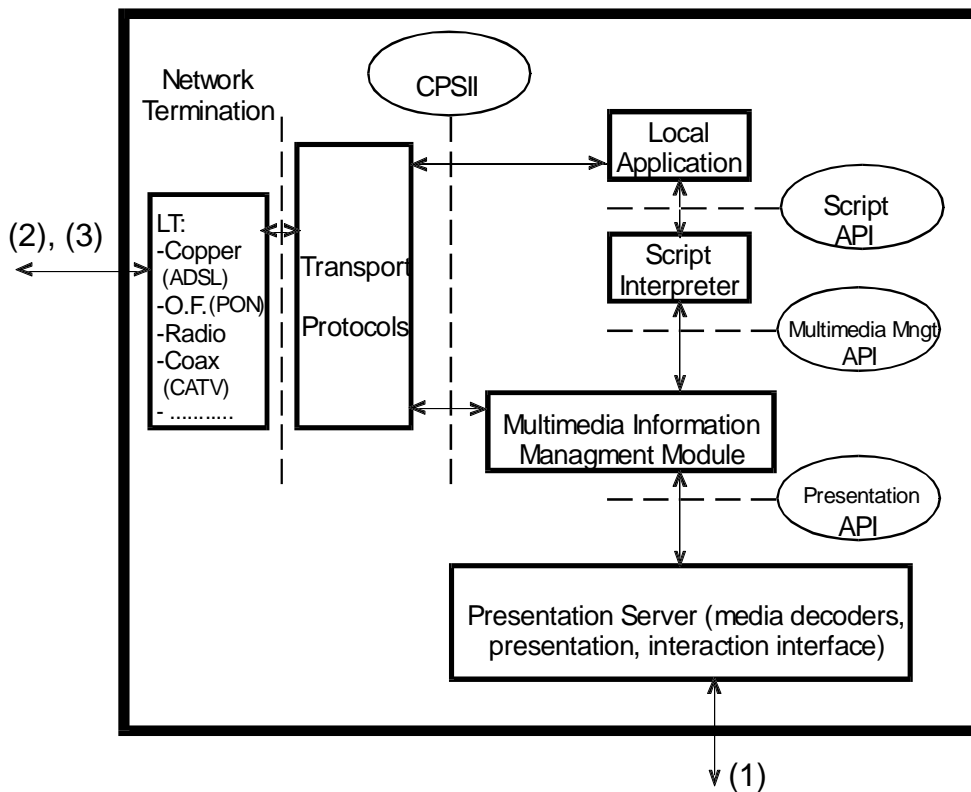 Network
Termination
CPSII
Local
Application
Script
API
(2), (3)
LT:
-Copper
(ADSL)
-O.F.(PON)
-Radio
-Coax
(CATV)
- ...........
Transport
Protocols
Script
Interpreter
Multimedia Mngt
API
Multimedia Information
Managment Module
Presentation
API
Presentation Server (media decoders,
presentation, interaction interface)
(1)